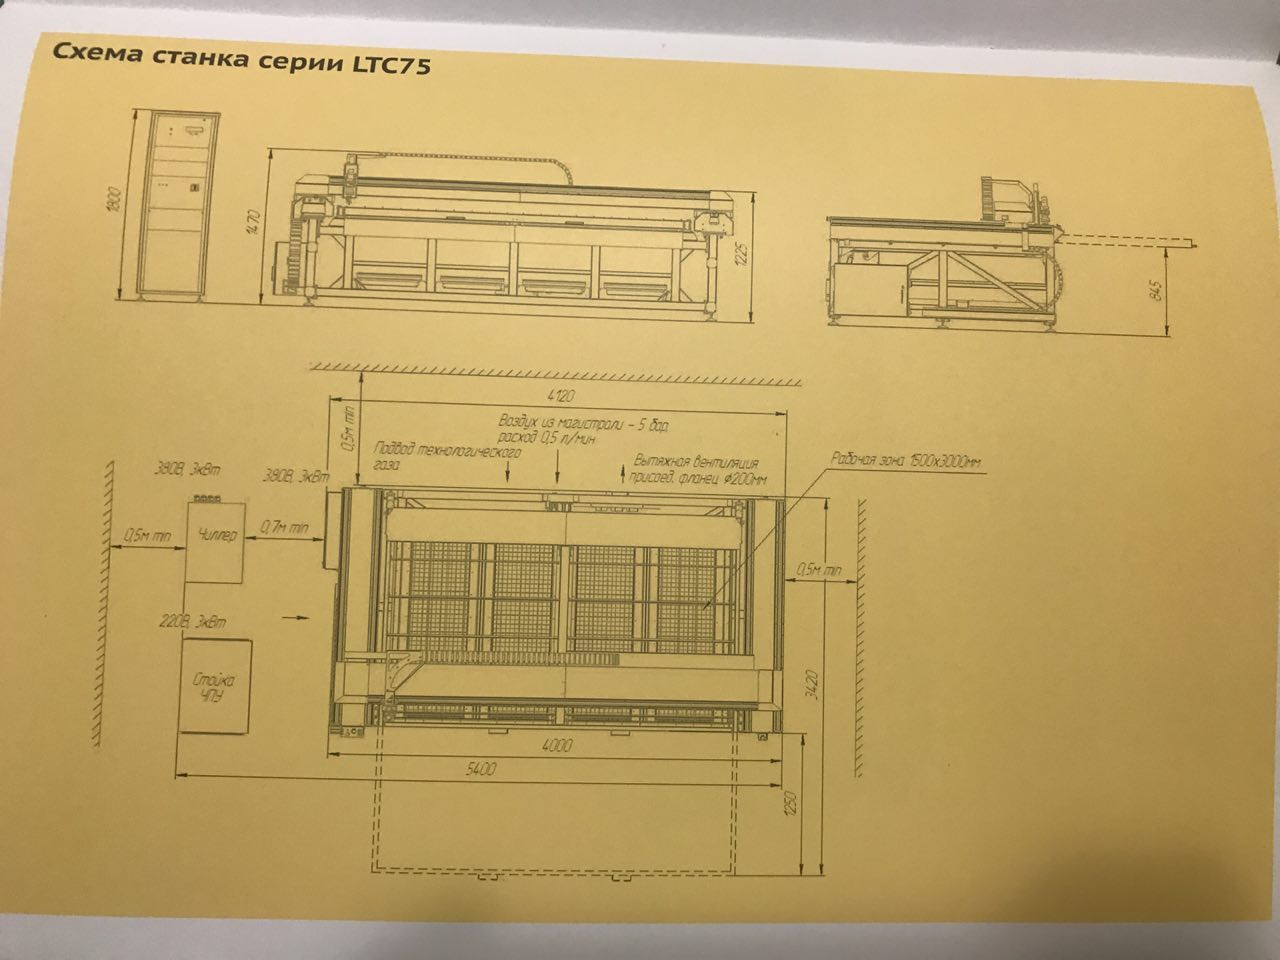 Схема станка серии LTC75
1800
1470
1225
845
4120
0,5м min
Воздух из магистрали - 5 бар,
расход 0,5 л/мин
Подвод технологического
газа
Вытяжная вентиляция
присоед. фланец ф200мм
Рабочая зона 1500x3000мм
380В, 3кВт
380В, 3кВт
0,5м min
Чиллер
0,7м min
0,5м min
220В, 3кВт
Стойка
ЧПУ
3420
4000
5400
1250